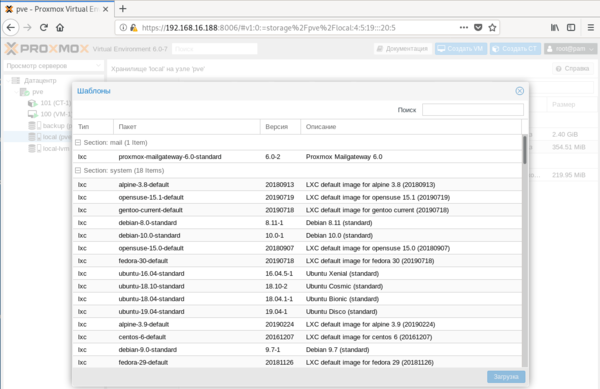 pve - Proxmox Virtual En
https://192.168.16.188:8006/#v1:0:=storage%2Fpve%2Flocal:4:5:19:::20:5
PROXMOX Virtual Environment 6.0-7 Поиск Документация Создать VM Создать CT root@pam
Просмотр серверов
Хранилище 'local' на узле 'pve'
Справка
Датацентр
pve
101 (CT-1
100 (VM-1
backup (p
local (pve
local-lvm
Размер
2.40 GiB
354.51 MiB
219.95 MiB
Шаблоны
Поиск
Тип Пакет Версия Описание
Section: mail (1 Item)
lxc proxmox-mailgateway-6.0-standard 6.0-2 Proxmox Mailgateway 6.0
Section: system (18 Items)
lxc alpine-3.8-default 20180913 LXC default image for alpine 3.8 (20180913)
lxc opensuse-15.1-default 20190719 LXC default image for opensuse 15.1 (20190719)
lxc gentoo-current-default 20190718 LXC default image for gentoo current (20190718)
lxc debian-8.0-standard 8.11-1 Debian 8.11 (standard)
lxc debian-10.0-standard 10.0-1 Debian 10.0 (standard)
lxc opensuse-15.0-default 20180907 LXC default image for opensuse 15.0 (20180907)
lxc fedora-30-default 20190718 LXC default image for fedora 30 (20190718)
lxc ubuntu-16.04-standard 16.04.5-1 Ubuntu Xenial (standard)
lxc ubuntu-18.10-standard 18.10-2 Ubuntu Cosmic (standard)
lxc ubuntu-18.04-standard 18.04.1-1 Ubuntu Bionic (standard)
lxc ubuntu-19.04-standard 19.04-1 Ubuntu Disco (standard)
lxc alpine-3.9-default 20190224 LXC default image for alpine 3.9 (20190224)
lxc centos-6-default 20161207 LXC default image for centos 6 (20161207)
lxc debian-9.0-standard 9.7-1 Debian 9.7 (standard)
lxc fedora-29-default 20181126 LXC default image for fedora 29 (20181126)
Загрузка